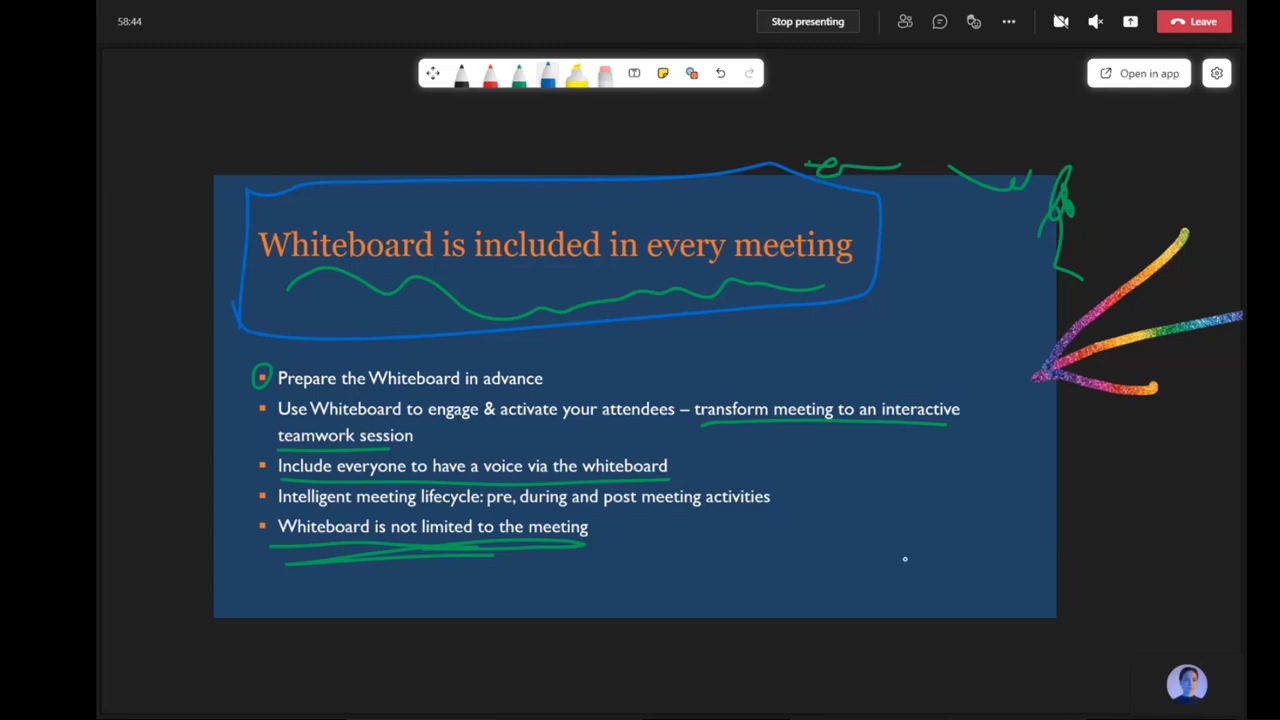 58:44
Stop presenting
Leave
Open in app
Whiteboard is included in every meeting
Prepare the Whiteboard in advance
Use Whiteboard to engage & activate your attendees – transform meeting to an interactive
teamwork session
Include everyone to have a voice via the whiteboard
Intelligent meeting lifecycle: pre, during and post meeting activities
Whiteboard is not limited to the meeting